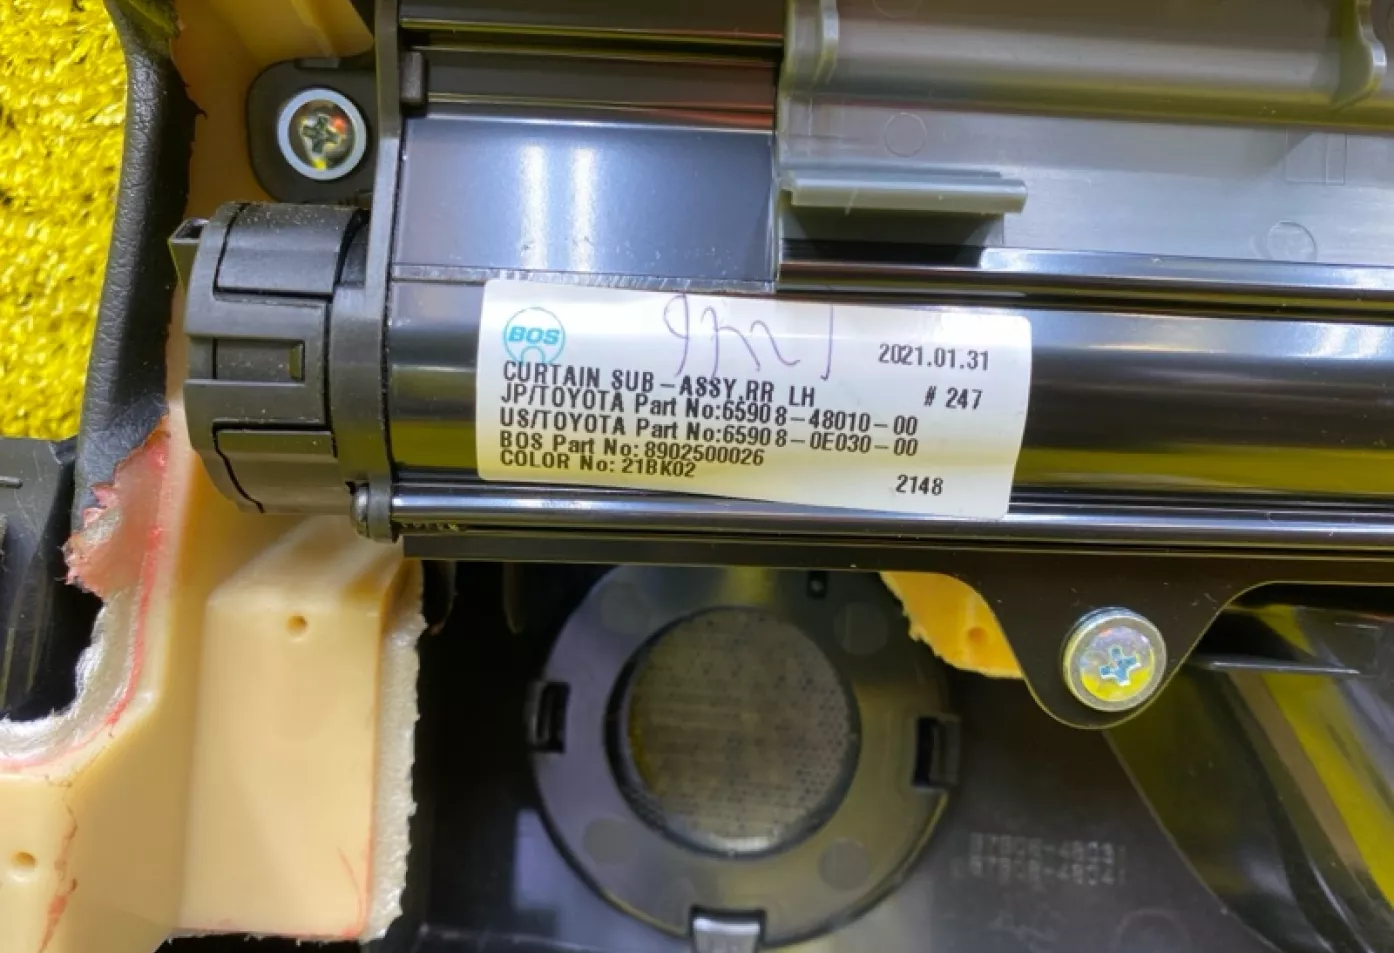 BOS
2021.01.31
CURTAIN SUB-ASSY,RR LH # 247
JP/TOYOTA Part No:65908-48010-00
US/TOYOTA Part No:65908-0E030-00
BOS Part No:8902500026
COLOR No:21BK02
2148